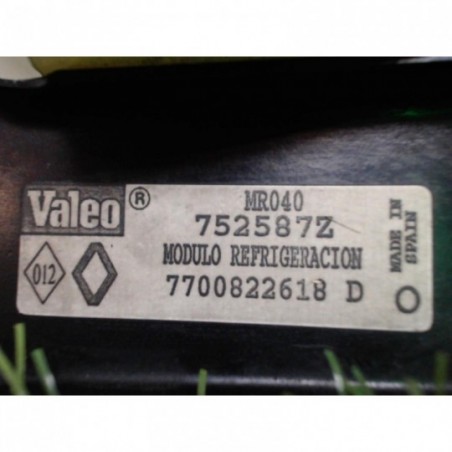 Valeo ®
MR040
752587Z
MODULO REFRIGERACION
7700822618 D
012
MADE IN
SPAIN